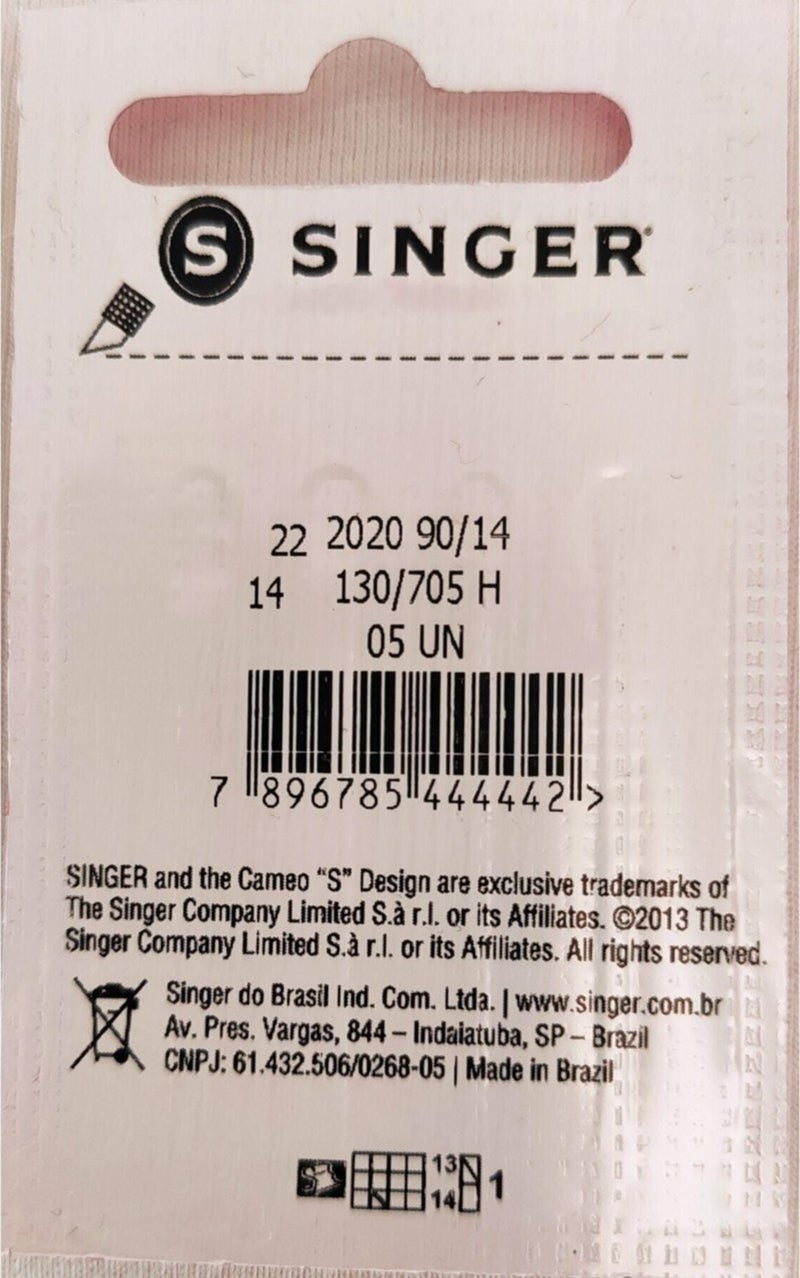 S SINGER®
22 2020 90/14
14 130/705 H
05 UN
7 896785 444442 >
SINGER and the Cameo “S” Design are exclusive trademarks of
The Singer Company Limited S.à r.l. or its Affiliates. ©2013 The
Singer Company Limited S.à r.l. or its Affiliates. All rights reserved.
Singer do Brasil Ind. Com. Ltda. | www.singer.com.br
Av. Pres. Vargas, 844 – Indaiatuba, SP – Brazil
CNPJ: 61.432.506/0268-05 | Made in Brazil
13
14 1